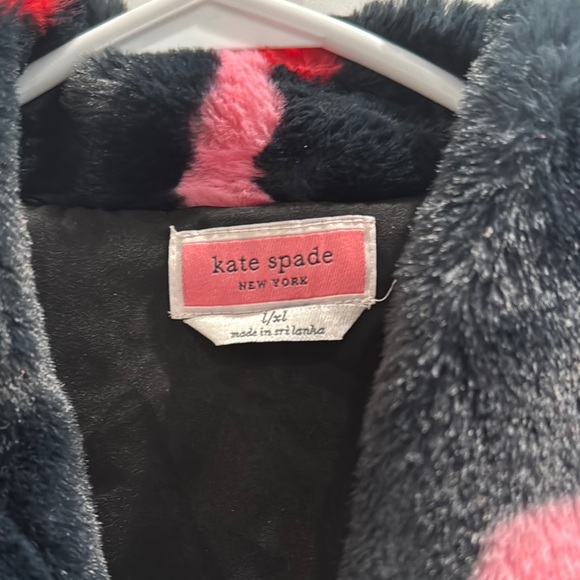 kate spade
NEW YORK
l/xl
made in sri lanka